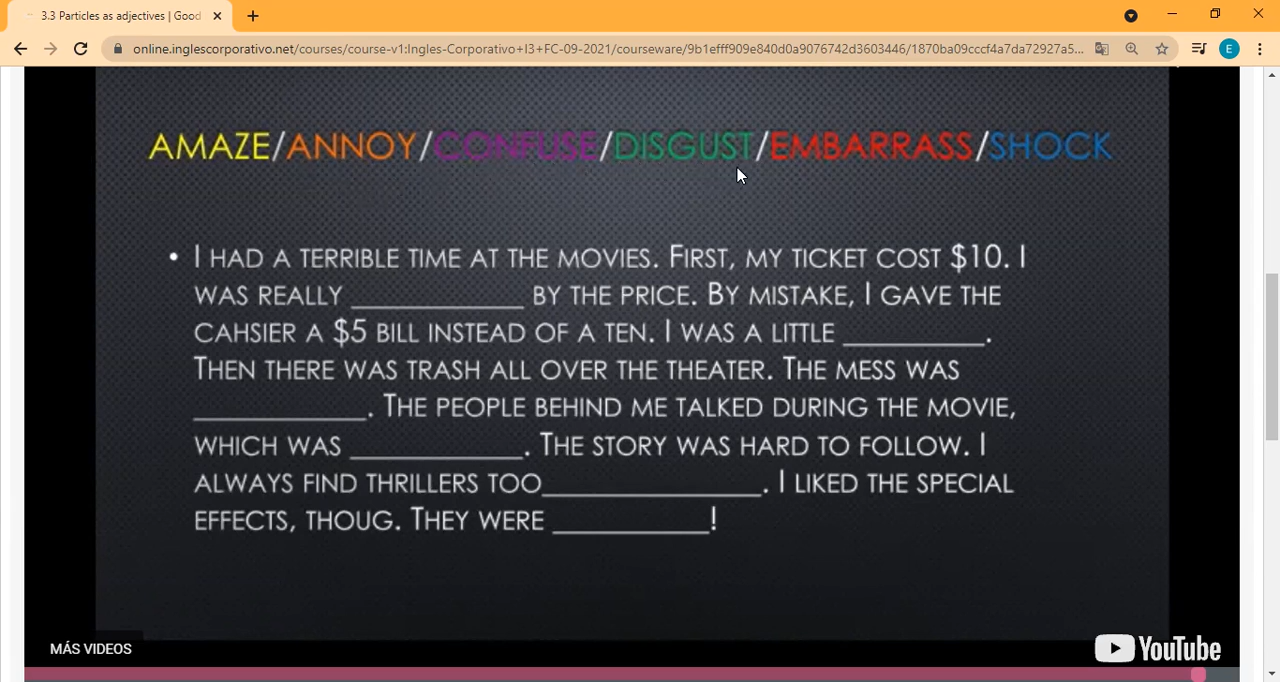 3.3 Particles as adjectives | Good
online.inglescorporativo.net/courses/course-v1:Ingles-Corporativo+I3+FC-09-2021/courseware/9b1efff909e840d0a9076742d3603446/1870ba09cccf4a7da72927a5...
E
AMAZE/ANNOY/CONFUSE/DISGUST/EMBARRASS/SHOCK
• I HAD A TERRIBLE TIME AT THE MOVIES. FIRST, MY TICKET COST $10. I
WAS REALLY ____________ BY THE PRICE. BY MISTAKE, I GAVE THE
CAHSIER A $5 BILL INSTEAD OF A TEN. I WAS A LITTLE __________.
THEN THERE WAS TRASH ALL OVER THE THEATER. THE MESS WAS
____________. THE PEOPLE BEHIND ME TALKED DURING THE MOVIE,
WHICH WAS ____________. THE STORY WAS HARD TO FOLLOW. I
ALWAYS FIND THRILLERS TOO_______________. I LIKED THE SPECIAL
EFFECTS, THOUG. THEY WERE ___________!
MÁS VIDEOS
YouTube